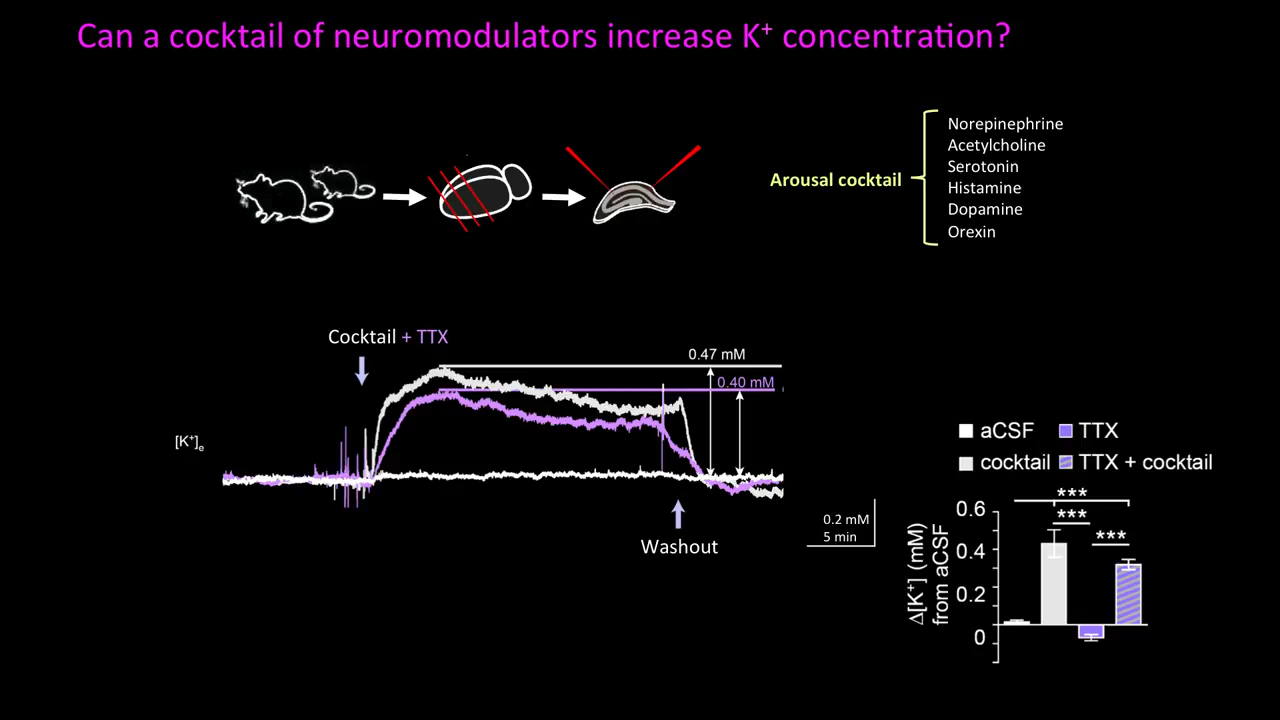 Can a cocktail of neuromodulators increase K⁺ concentration?
Arousal cocktail
Norepinephrine
Acetylcholine
Serotonin
Histamine
Dopamine
Orexin
Cocktail + TTX
0.47 mM
0.40 mM
[K⁺]ₑ
Washout
0.2 mM
5 min
aCSF
TTX
cocktail
TTX + cocktail
***
***
***
Δ[K⁺] (mM)
from aCSF
0.6
0.4
0.2
0